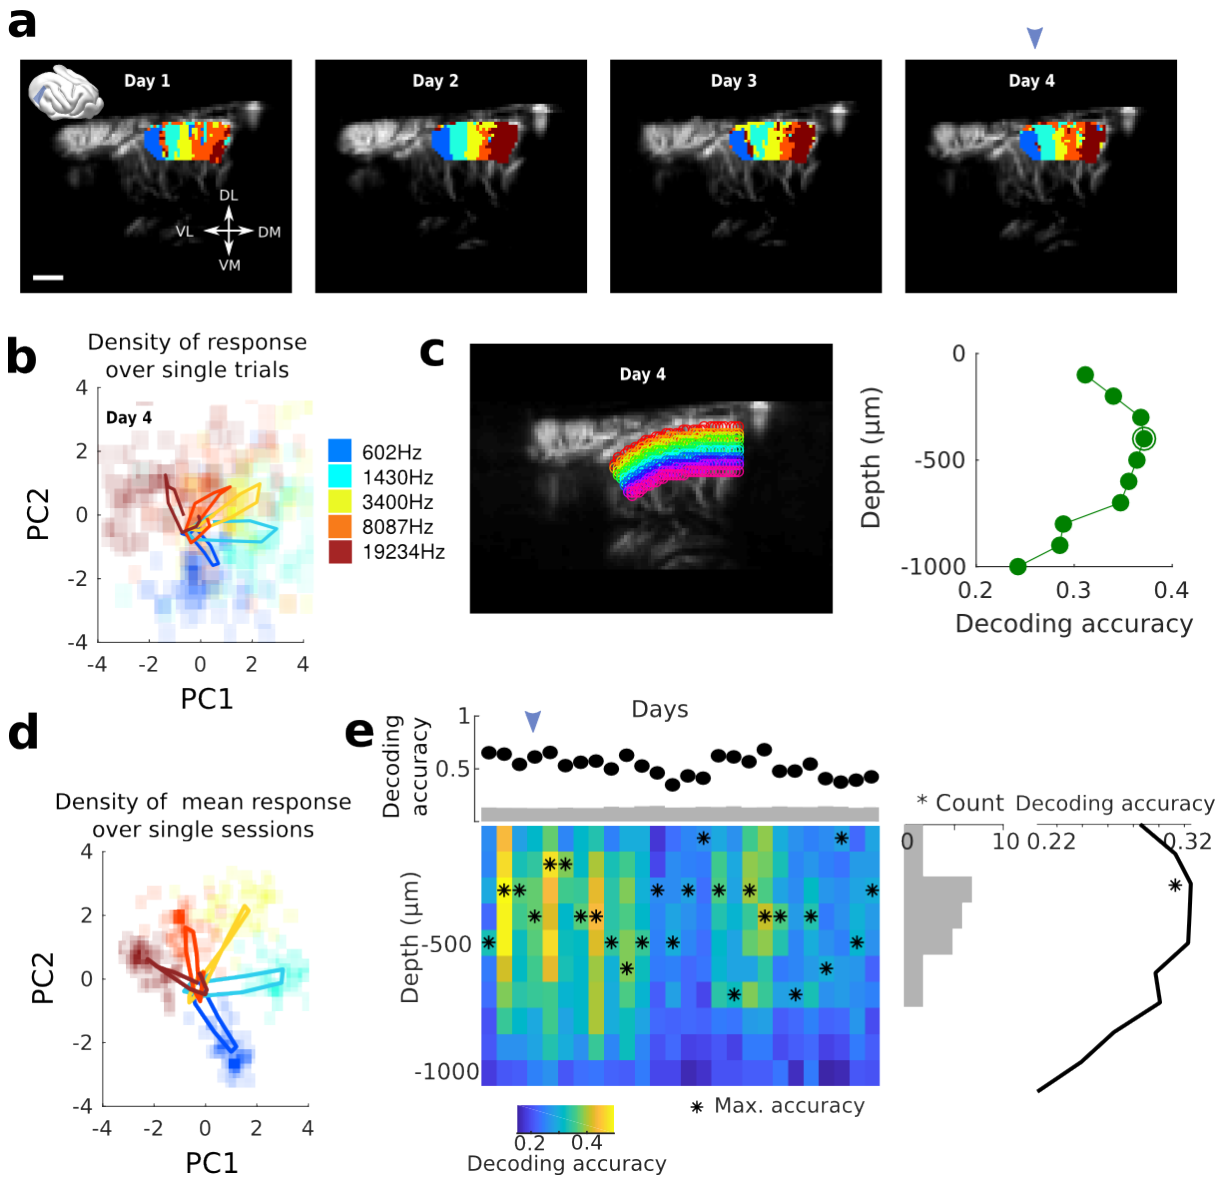 a
Day 1
Day 2
Day 3
Day 4
DL
VL
DM
VM
b
Density of response
over single trials
Day 4
4
2
0
-2
-4
PC2
-4
-2
0
2
4
PC1
602Hz
1430Hz
3400Hz
8087Hz
19234Hz
c
Day 4
0
-500
-1000
Depth (μm)
0.2
0.3
0.4
Decoding accuracy
d
Density of mean response
over single sessions
4
2
0
-2
-4
PC2
-4
-2
0
2
4
PC1
e
Days
Decoding
accuracy
1
0.5
Depth (μm)
-500
-1000
* Max. accuracy
0.2
0.4
Decoding accuracy
* Count
0
10
Decoding accuracy
0.22
0.32
*